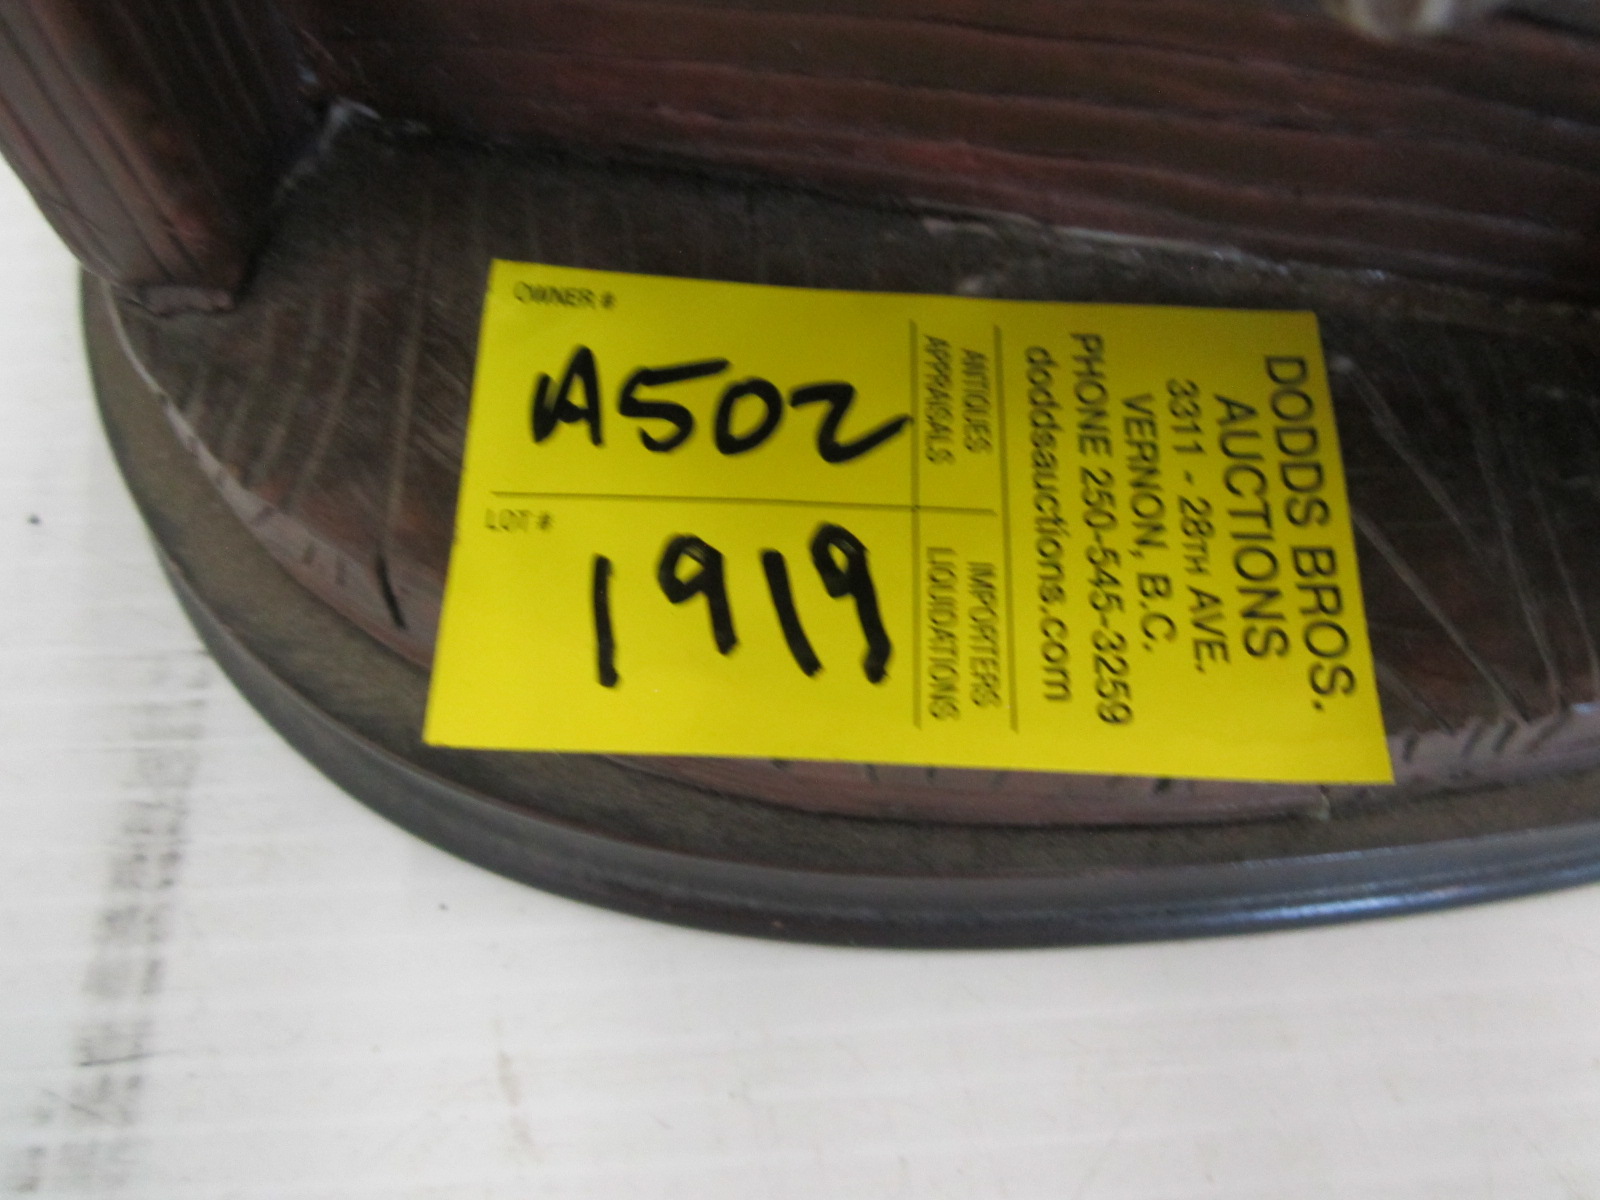 OWNER #
A502
LOT #
1919
ANTIQUES
APPRAISALS
IMPORTERS
LIQUIDATIONS
DODDS BROS.
AUCTIONS
3311 - 28TH AVE.
VERNON, B.C.
PHONE 250-545-3259
doddsauctions.com